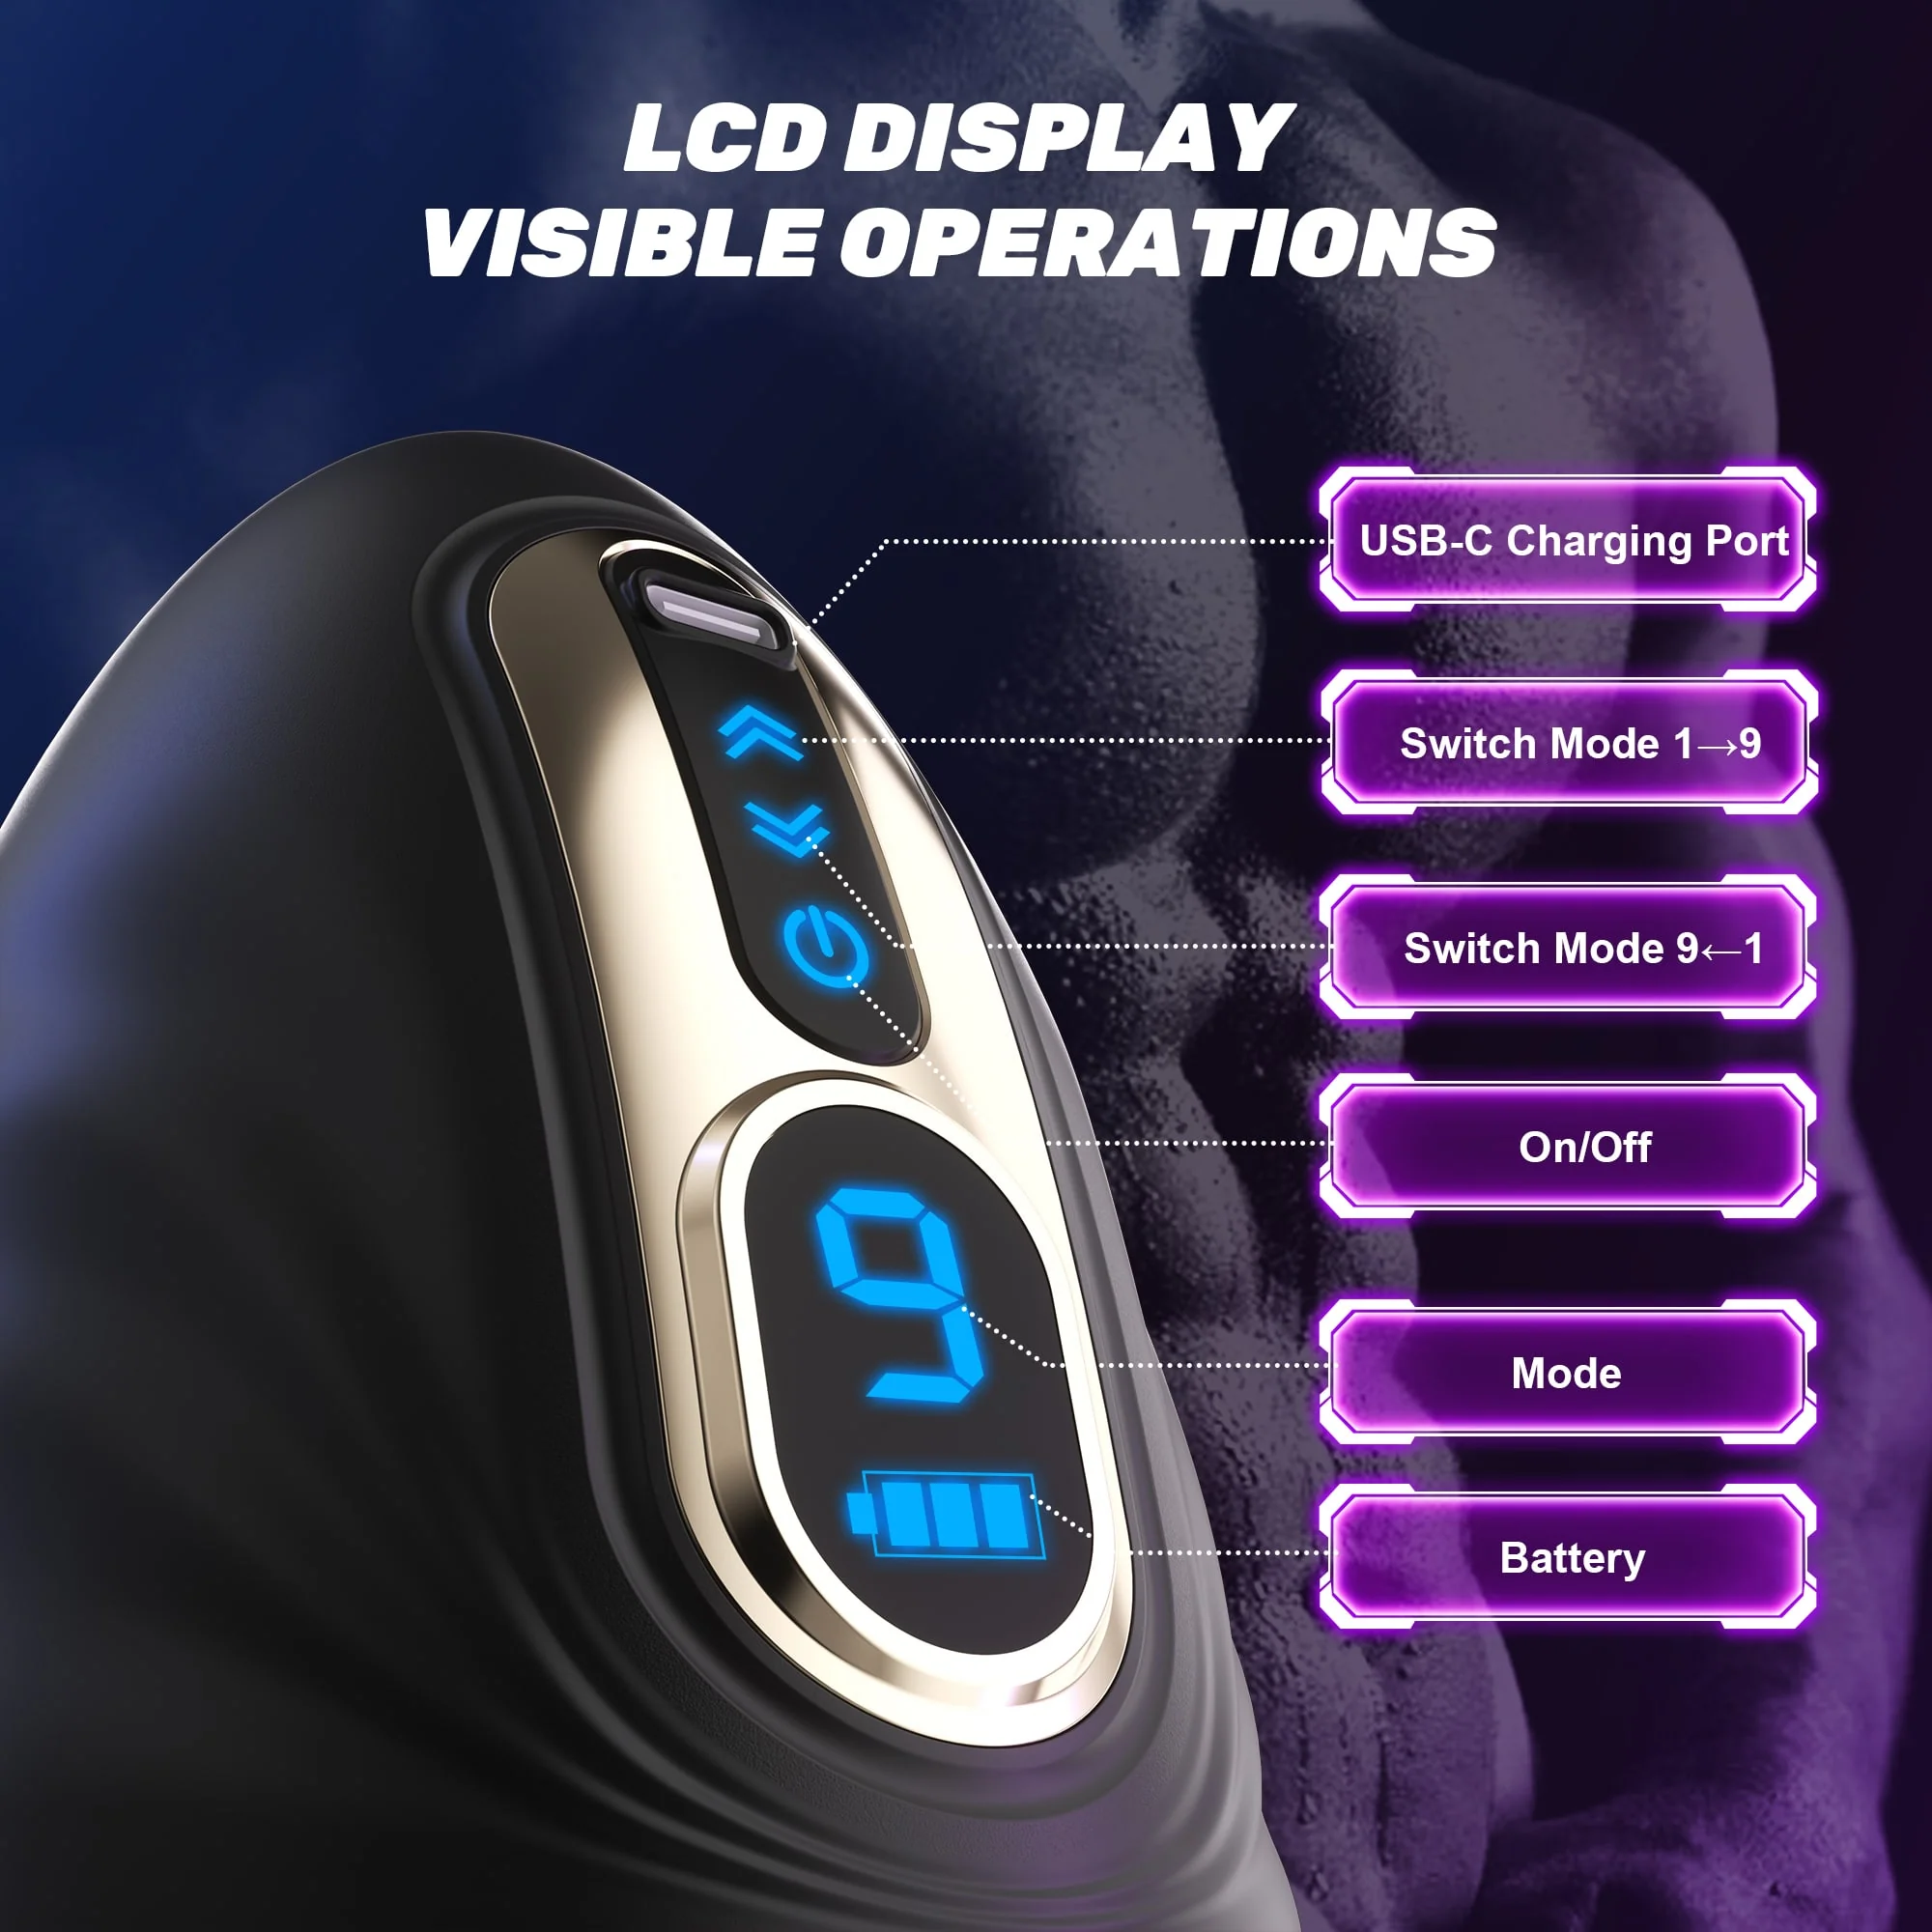 LCD DISPLAY
VISIBLE OPERATIONS
USB-C Charging Port
Switch Mode 1→9
Switch Mode 9←1
On/Off
9
Mode
Battery